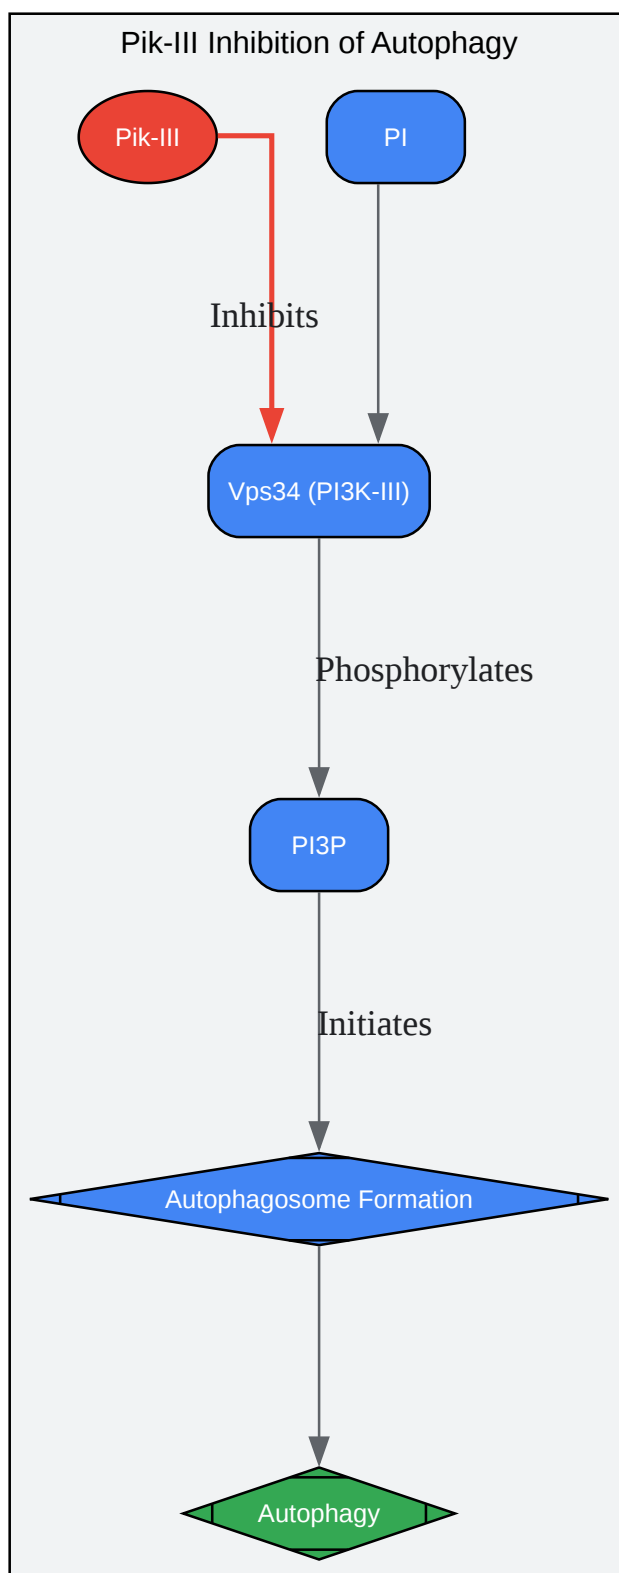 Pik-III Inhibition of Autophagy
Pik-III
PI
Inhibits
Vps34 (PI3K-III)
Phosphorylates
PI3P
Initiates
Autophagosome Formation
Autophagy